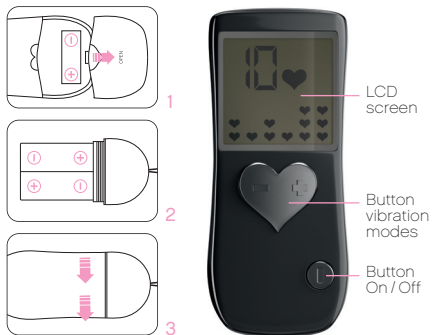 OPEN
1
2
3
10
LCD
screen
Button
vibration
modes
Button
On / Off